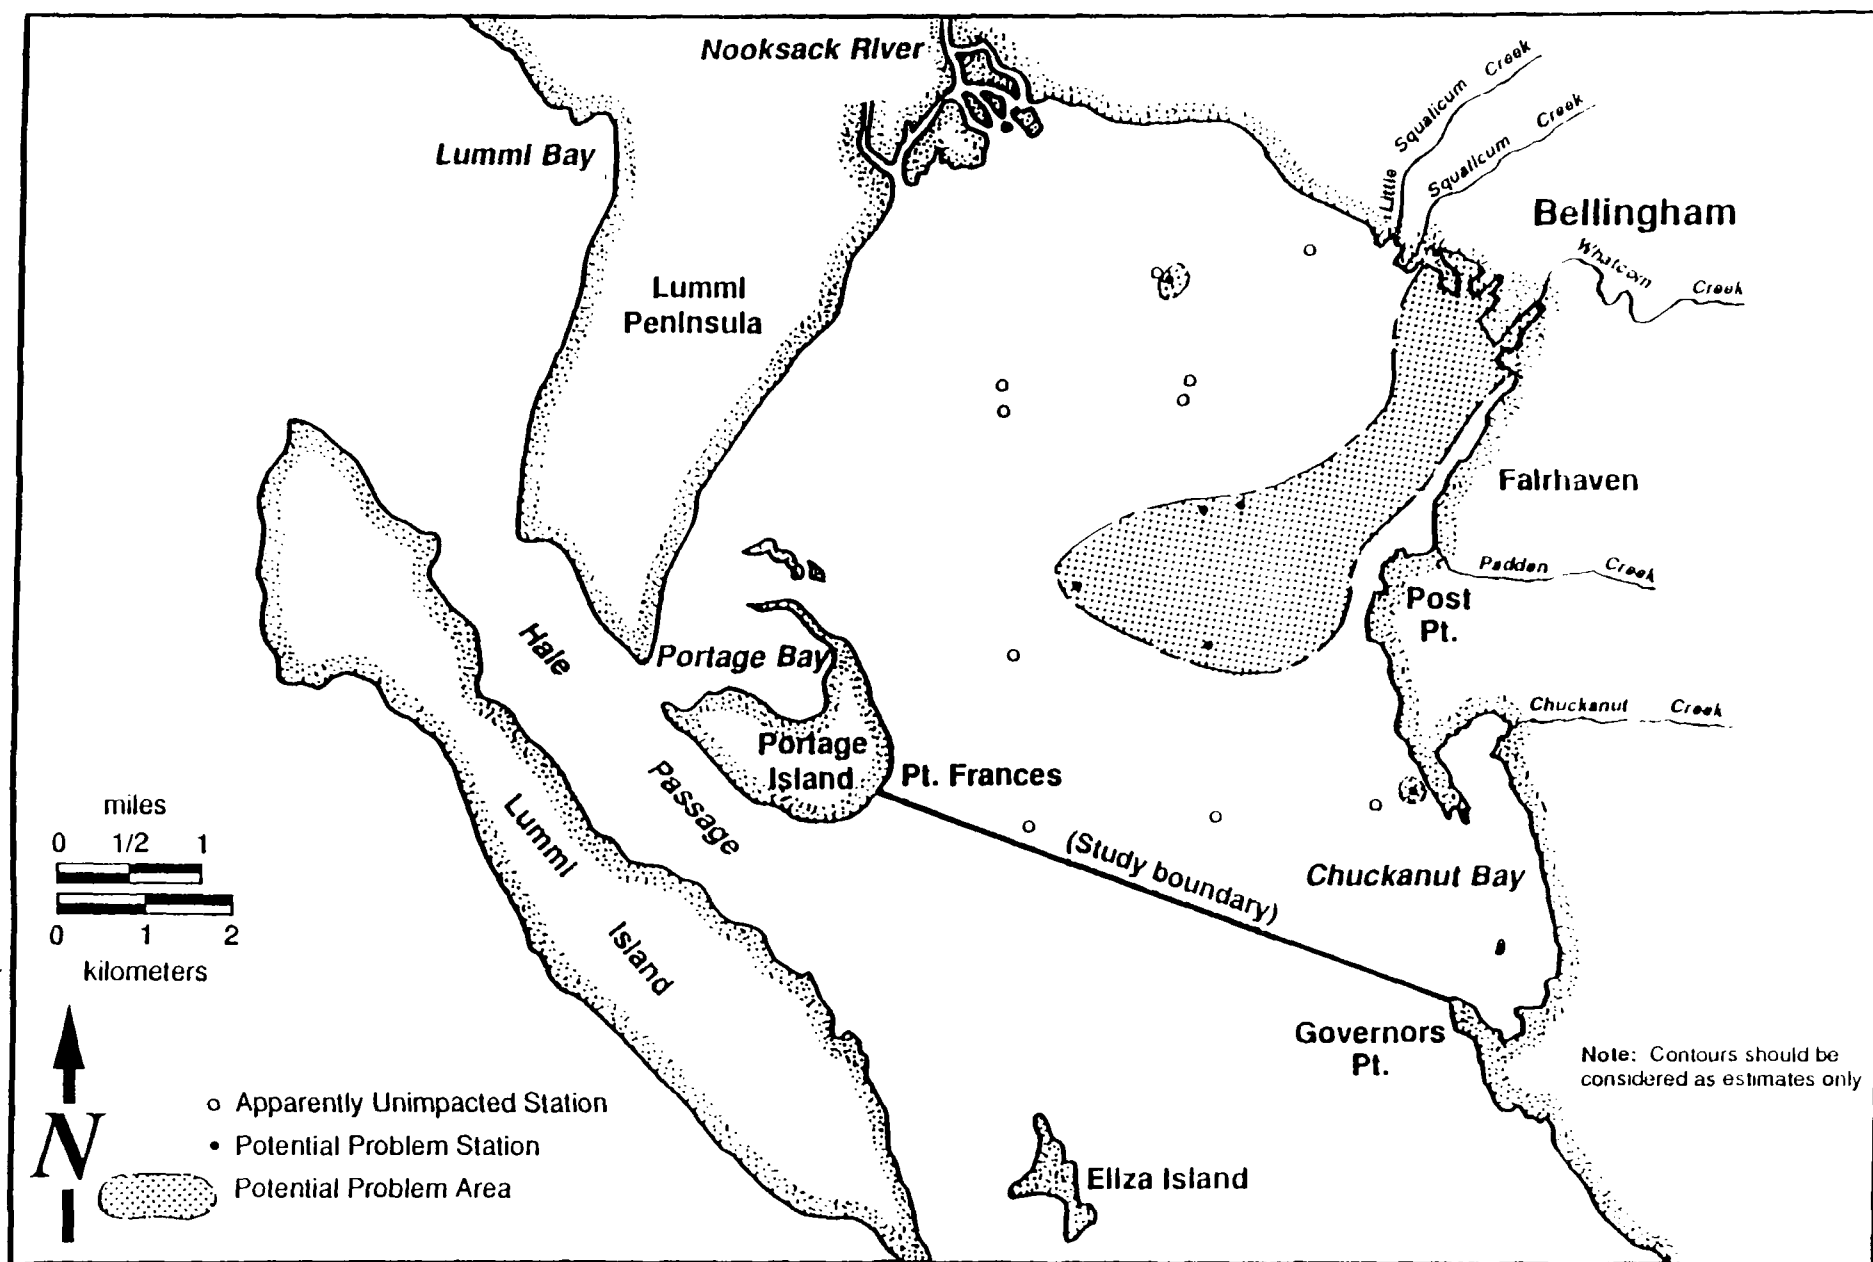 Nooksack River
Little Squalicum Creek
Squalicum Creek
Lummi Bay
Bellingham
Whatcom Creek
Lummi
Peninsula
Fairhaven
Padden Creek
Post
Pt.
Hale
Passage
Portage Bay
Chuckanut Creek
Portage
Island
Pt. Frances
(Study boundary)
Chuckanut Bay
Lummi
Island
miles
0 1/2 1
0 1 2
kilometers
Governors
Pt.
Note: Contours should be
considered as estimates only
N
Apparently Unimpacted Station
Potential Problem Station
Potential Problem Area
Eliza Island